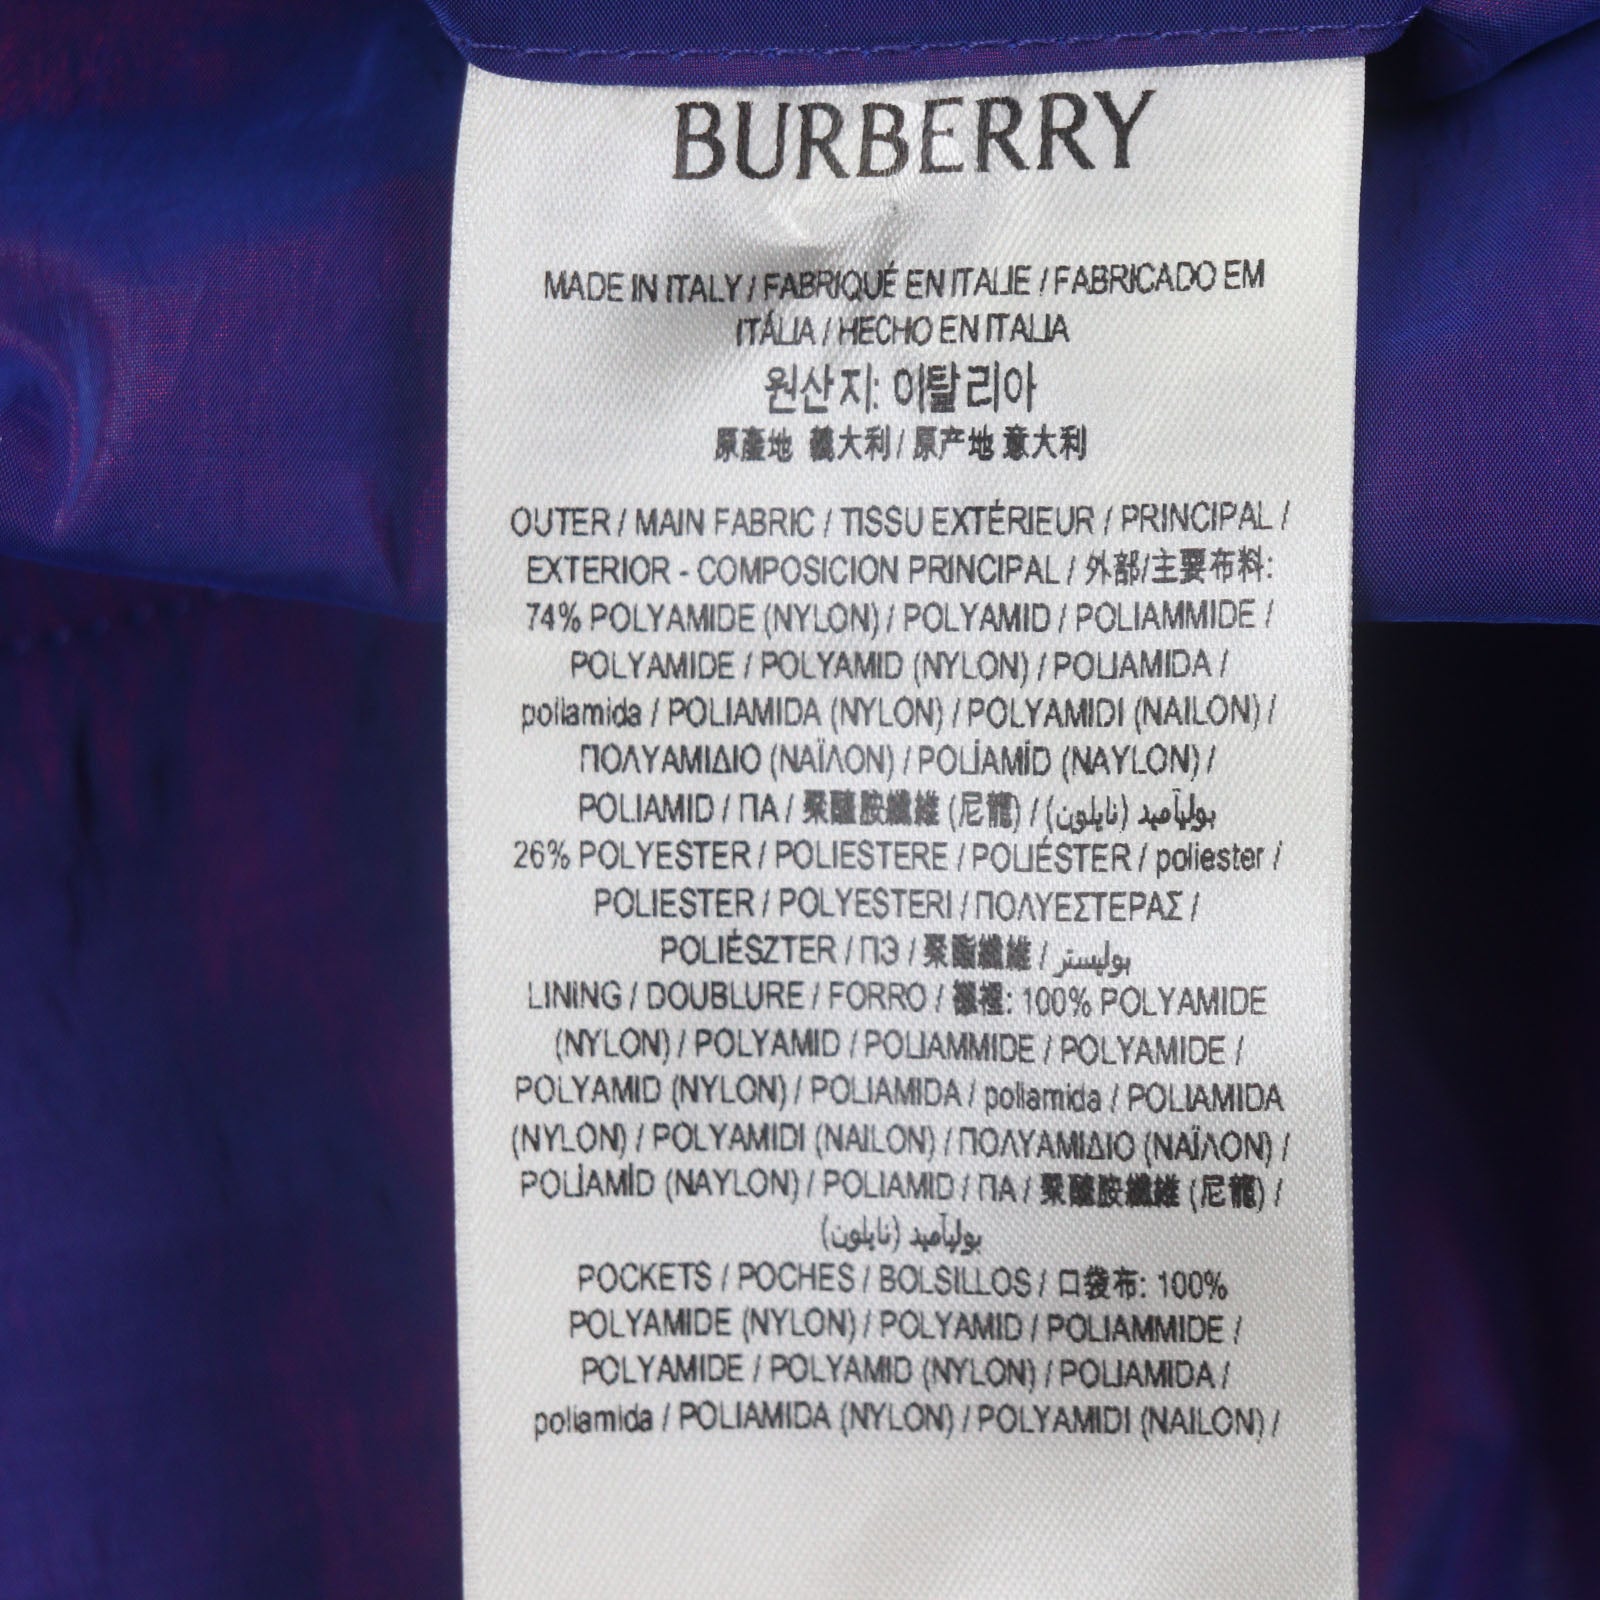 BURBERRY
MADE IN ITALY / FABRIQUÉ EN ITALIE / FABRICADO EM
ITÁLIA / HECHO EN ITALIA
원산지: 이탈리아
原產地 義大利 / 原产地 意大利
OUTER / MAIN FABRIC / TISSU EXTÉRIEUR / PRINCIPAL /
EXTERIOR - COMPOSICION PRINCIPAL / 外部/主要布料:
74% POLYAMIDE (NYLON) / POLYAMID / POLIAMMIDE /
POLYAMIDE / POLYAMID (NYLON) / POLIAMIDA /
poliamida / POLIAMIDA (NYLON) / POLYAMIDI (NAILON) /
ΠΟΛΥΑΜΙΔΙΟ (ΝΑΪΛΟΝ) / POLİAMİD (NAYLON) /
POLIAMID / ПА / 聚醯胺纖維 (尼龍) / بوليآميد (نايلون)
26% POLYESTER / POLIESTERE / POLIÉSTER / poliester /
POLIESTER / POLYESTERI / ΠΟΛΥΕΣΤΕΡΑΣ /
POLIÉSZTER / ПЭ / 聚酯纖維 / بوليستر
LINING / DOUBLURE / FORRO / 襯裡: 100% POLYAMIDE
(NYLON) / POLYAMID / POLIAMMIDE / POLYAMIDE /
POLYAMID (NYLON) / POLIAMIDA / poliamida / POLIAMIDA
(NYLON) / POLYAMIDI (NAILON) / ΠΟΛΥΑΜΙΔΙΟ (ΝΑΪΛΟΝ) /
POLİAMİD (NAYLON) / POLIAMID / ПА / 聚醯胺纖維 (尼龍) /
بوليآميد (نايلون)
POCKETS / POCHES / BOLSILLOS / 口袋布: 100%
POLYAMIDE (NYLON) / POLYAMID / POLIAMMIDE /
POLYAMIDE / POLYAMID (NYLON) / POLIAMIDA /
poliamida / POLIAMIDA (NYLON) / POLYAMIDI (NAILON) /